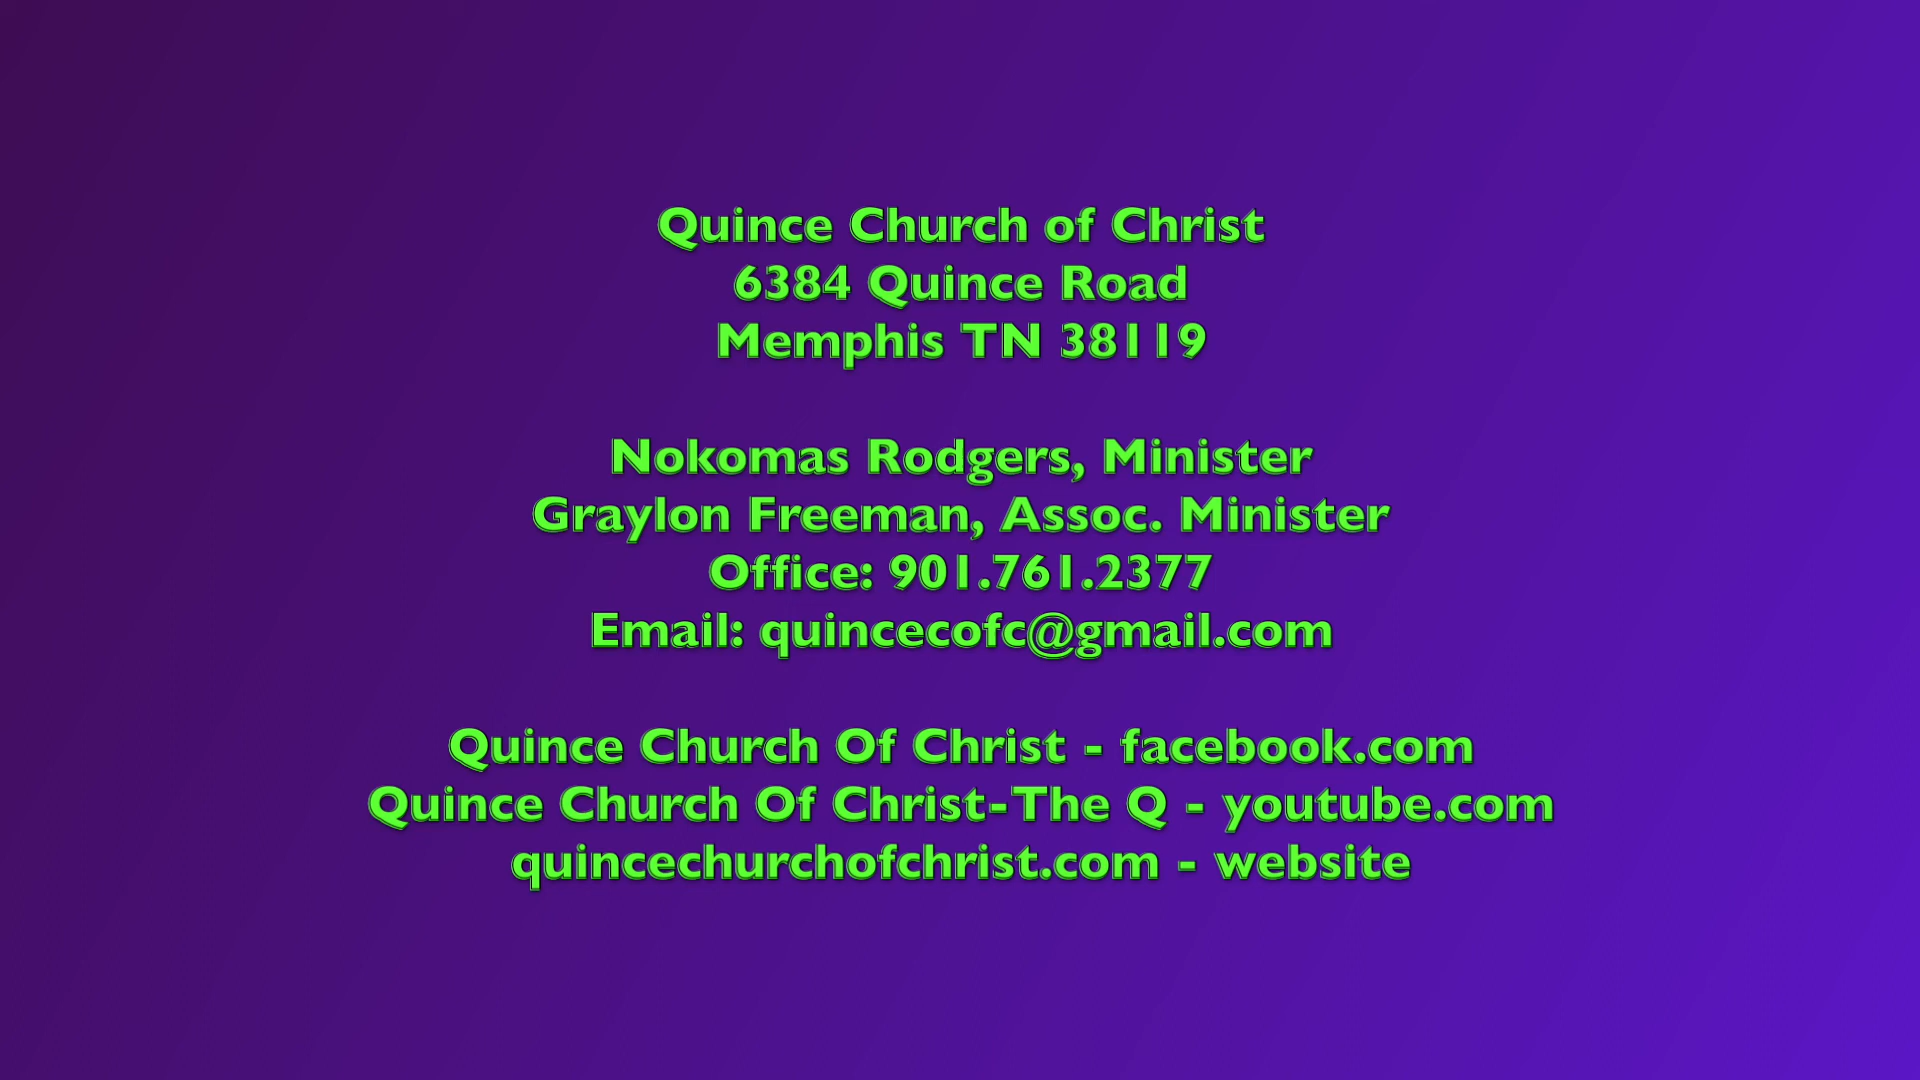 Quince Church of Christ
6384 Quince Road
Memphis TN 38119
Nokomas Rodgers, Minister
Graylon Freeman, Assoc. Minister
Office: 901.761.2377
Email: quincecofc@gmail.com
Quince Church Of Christ - facebook.com
Quince Church Of Christ-The Q - youtube.com
quincechurchofchrist.com - website